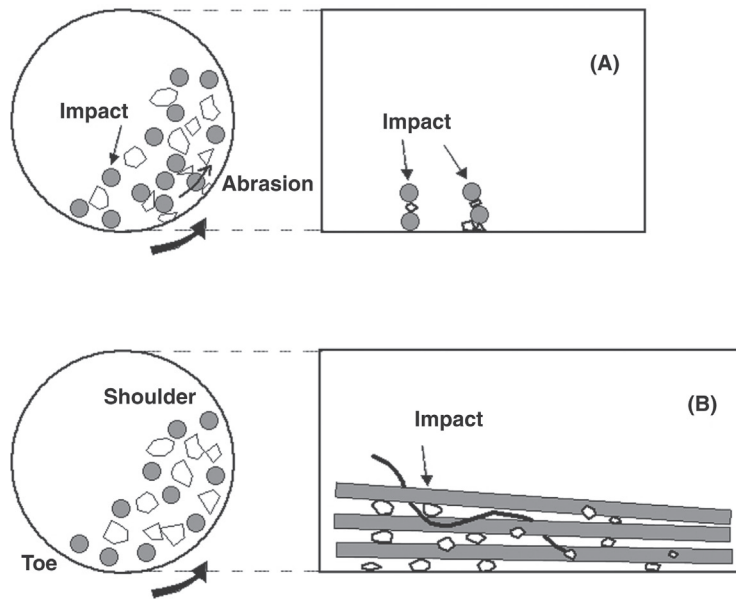 (A)
Impact
Impact
Abrasion
Shoulder
(B)
Impact
Toe